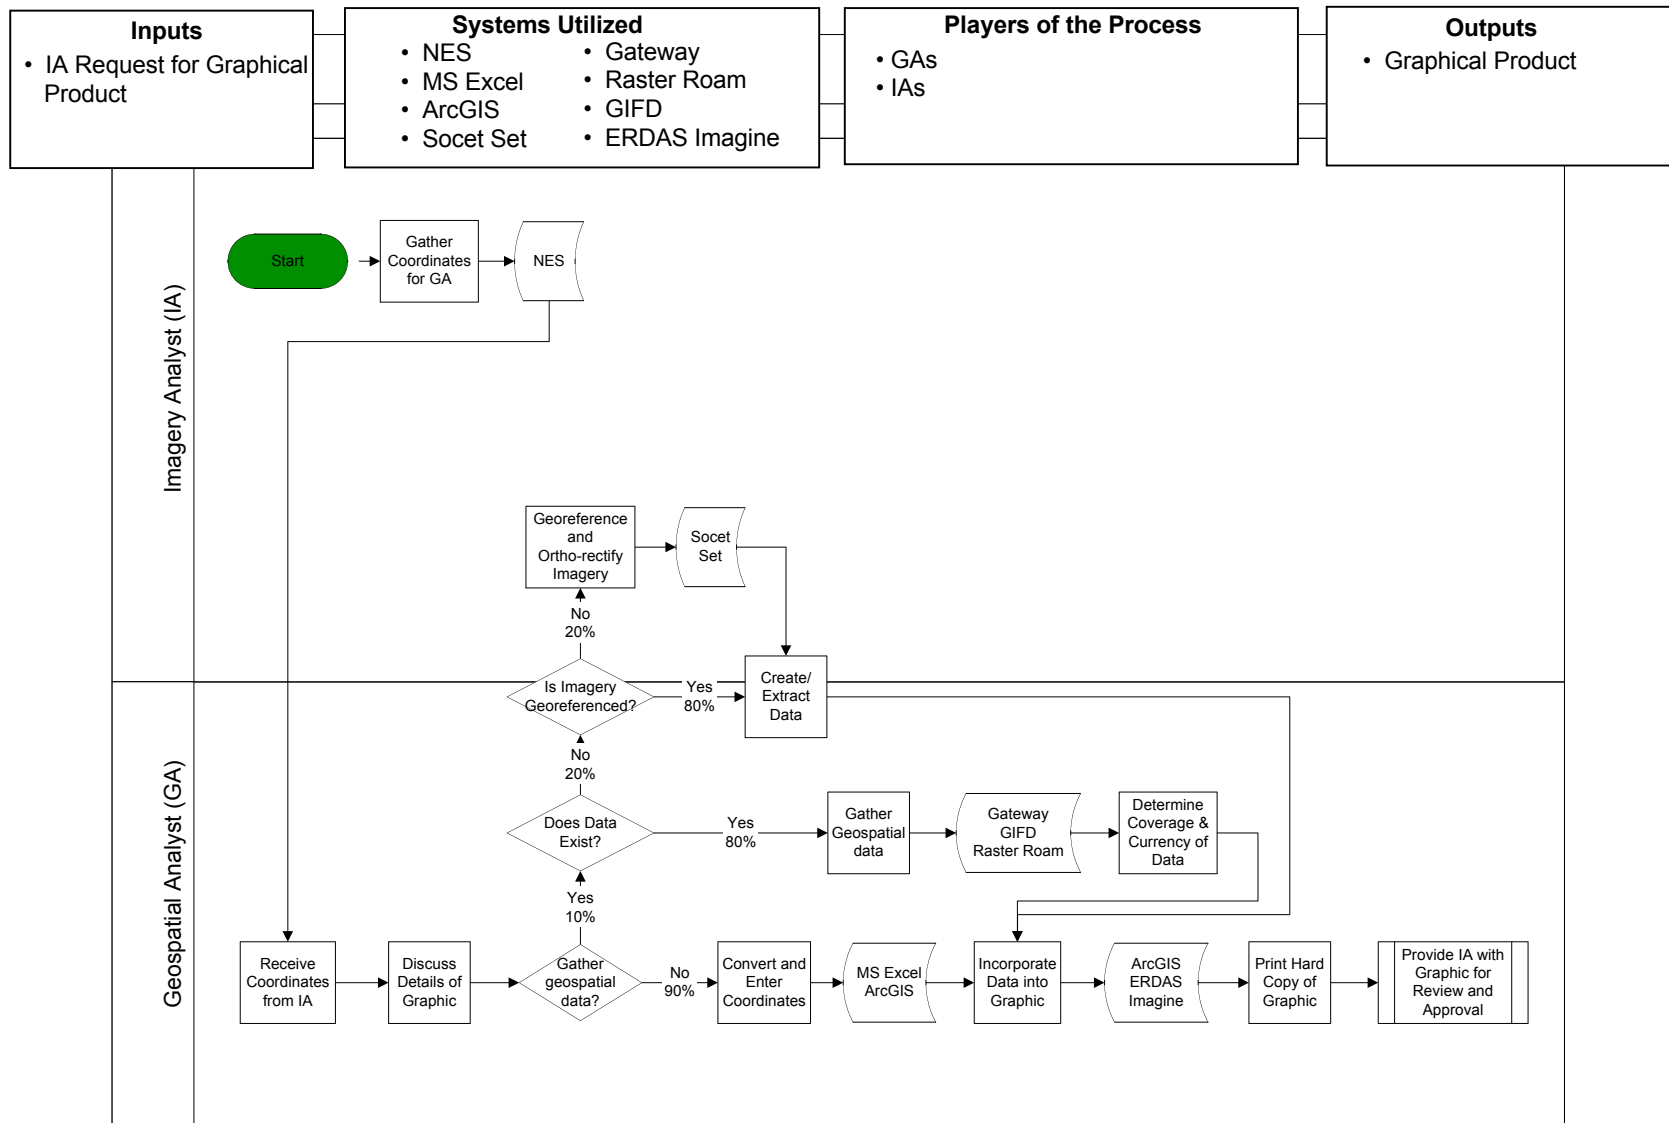 Inputs
• IA Request for Graphical
Product
Systems Utilized
• NES
• MS Excel
• ArcGIS
• Socet Set
• Gateway
• Raster Roam
• GIFD
• ERDAS Imagine
Players of the Process
• GAs
• IAs
Outputs
• Graphical Product
Imagery Analyst (IA)
Start
Gather
Coordinates
for GA
NES
Georeference
and
Ortho-rectify
Imagery
Socet
Set
No
20%
Is Imagery
Georeferenced?
Yes
80%
Create/
Extract
Data
Geospatial Analyst (GA)
No
20%
Does Data
Exist?
Yes
80%
Gather
Geospatial
data
Gateway
GIFD
Raster Roam
Determine
Coverage &
Currency of
Data
Yes
10%
Receive
Coordinates
from IA
Discuss
Details of
Graphic
Gather
geospatial
data?
No
90%
Convert and
Enter
Coordinates
MS Excel
ArcGIS
Incorporate
Data into
Graphic
ArcGIS
ERDAS
Imagine
Print Hard
Copy of
Graphic
Provide IA with
Graphic for
Review and
Approval